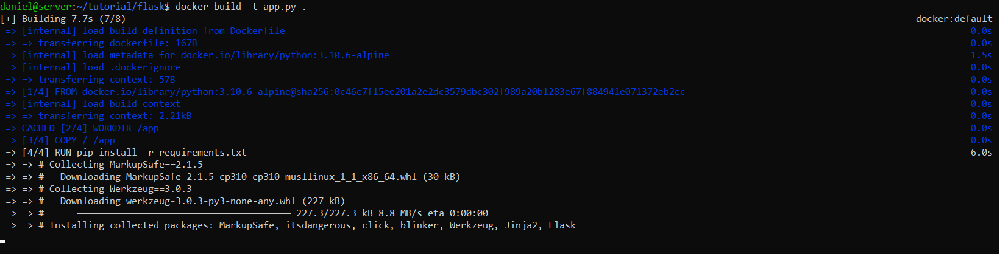 daniel@server:~/tutorial/flask$ docker build -t app.py .
[+] Building 7.7s (7/8) docker:default
=> [internal] load build definition from Dockerfile 0.0s
=> => transferring dockerfile: 167B 0.0s
=> [internal] load metadata for docker.io/library/python:3.10.6-alpine 1.5s
=> [internal] load .dockerignore 0.0s
=> => transferring context: 57B 0.0s
=> [1/4] FROM docker.io/library/python:3.10.6-alpine@sha256:0c46c7f15ee201a2e2dc3579dbc302f989a20b1283e67f884941e071372eb2cc 0.0s
=> [internal] load build context 0.0s
=> => transferring context: 2.21kB 0.0s
=> CACHED [2/4] WORKDIR /app 0.0s
=> [3/4] COPY / /app 0.0s
=> [4/4] RUN pip install -r requirements.txt 6.0s
=> => # Collecting MarkupSafe==2.1.5
=> => #   Downloading MarkupSafe-2.1.5-cp310-cp310-musllinux_1_1_x86_64.whl (30 kB)
=> => # Collecting Werkzeug==3.0.3
=> => #   Downloading werkzeug-3.0.3-py3-none-any.whl (227 kB)
=> => #      ━━━━━━━━━━━━━━━━━━━━━━━━━━━━━━━━━━━━━━━ 227.3/227.3 kB 8.8 MB/s eta 0:00:00
=> => # Installing collected packages: MarkupSafe, itsdangerous, click, blinker, Werkzeug, Jinja2, Flask